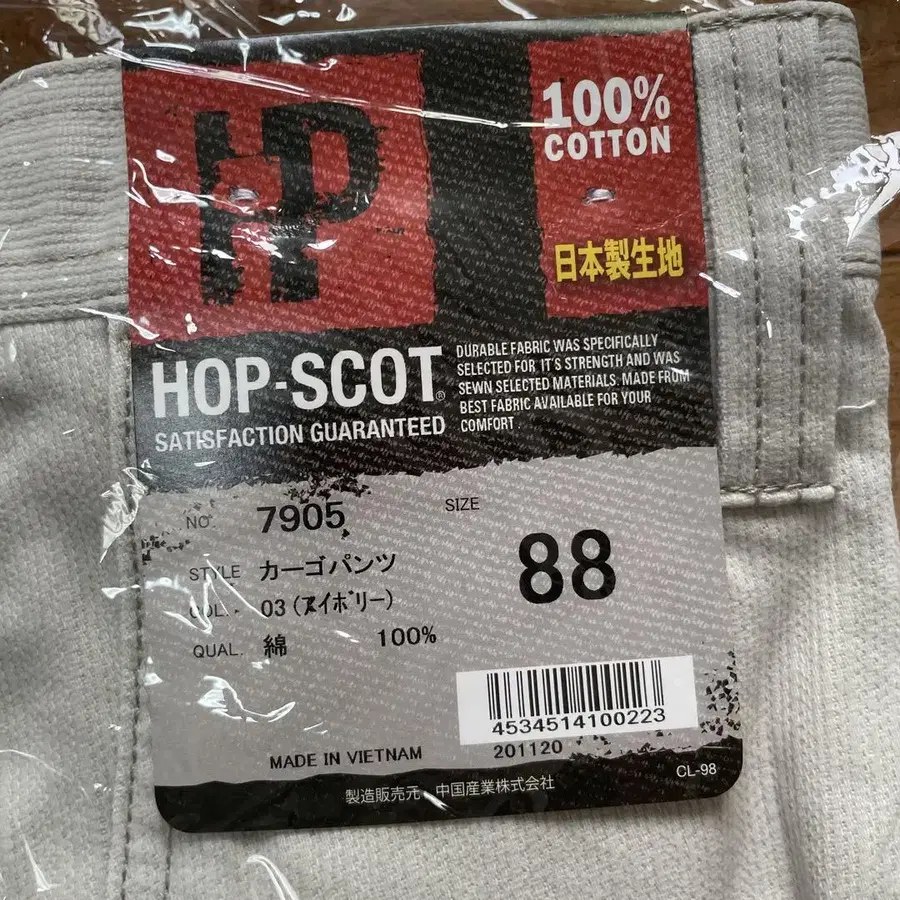 HP
100%
COTTON
日本製生地
HOP-SCOT®
SATISFACTION GUARANTEED
DURABLE FABRIC WAS SPECIFICALLY
SELECTED FOR IT'S STRENGTH AND WAS
SEWN SELECTED MATERIALS. MADE FROM
BEST FABRIC AVAILABLE FOR YOUR
COMFORT.
NO. 7905
SIZE
88
STYLE カーゴパンツ
COL. 03(アイボリー)
QUAL. 綿 100%
4534514100223
201120
MADE IN VIETNAM
CL-98
製造販売元 中国産業株式会社